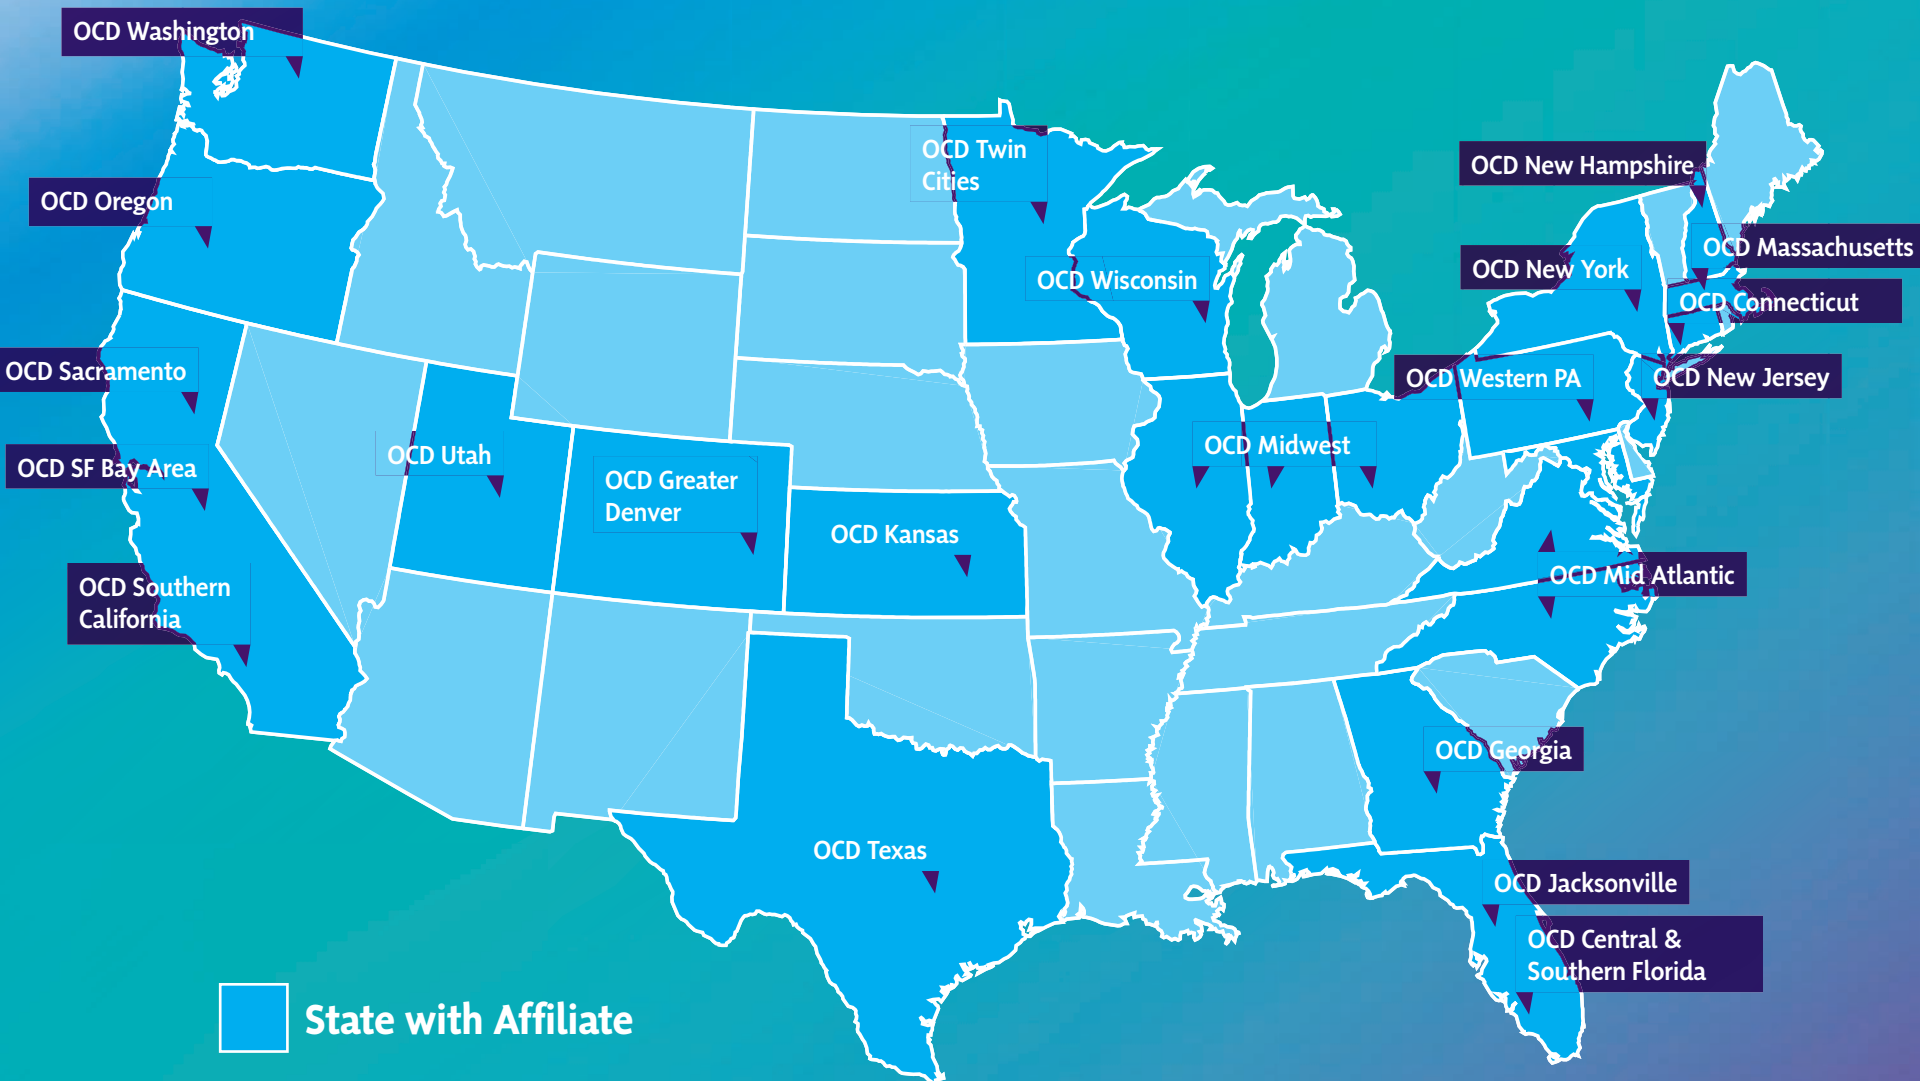 OCD Washington
OCD Twin
Cities
OCD New Hampshire
OCD Oregon
OCD Massachusetts
OCD New York
OCD Wisconsin
OCD Connecticut
OCD Sacramento
OCD Western PA
OCD New Jersey
OCD Midwest
OCD Utah
OCD SF Bay Area
OCD Greater
Denver
OCD Kansas
OCD Mid Atlantic
OCD Southern
California
OCD Georgia
OCD Texas
OCD Jacksonville
OCD Central &
Southern Florida
State with Affiliate